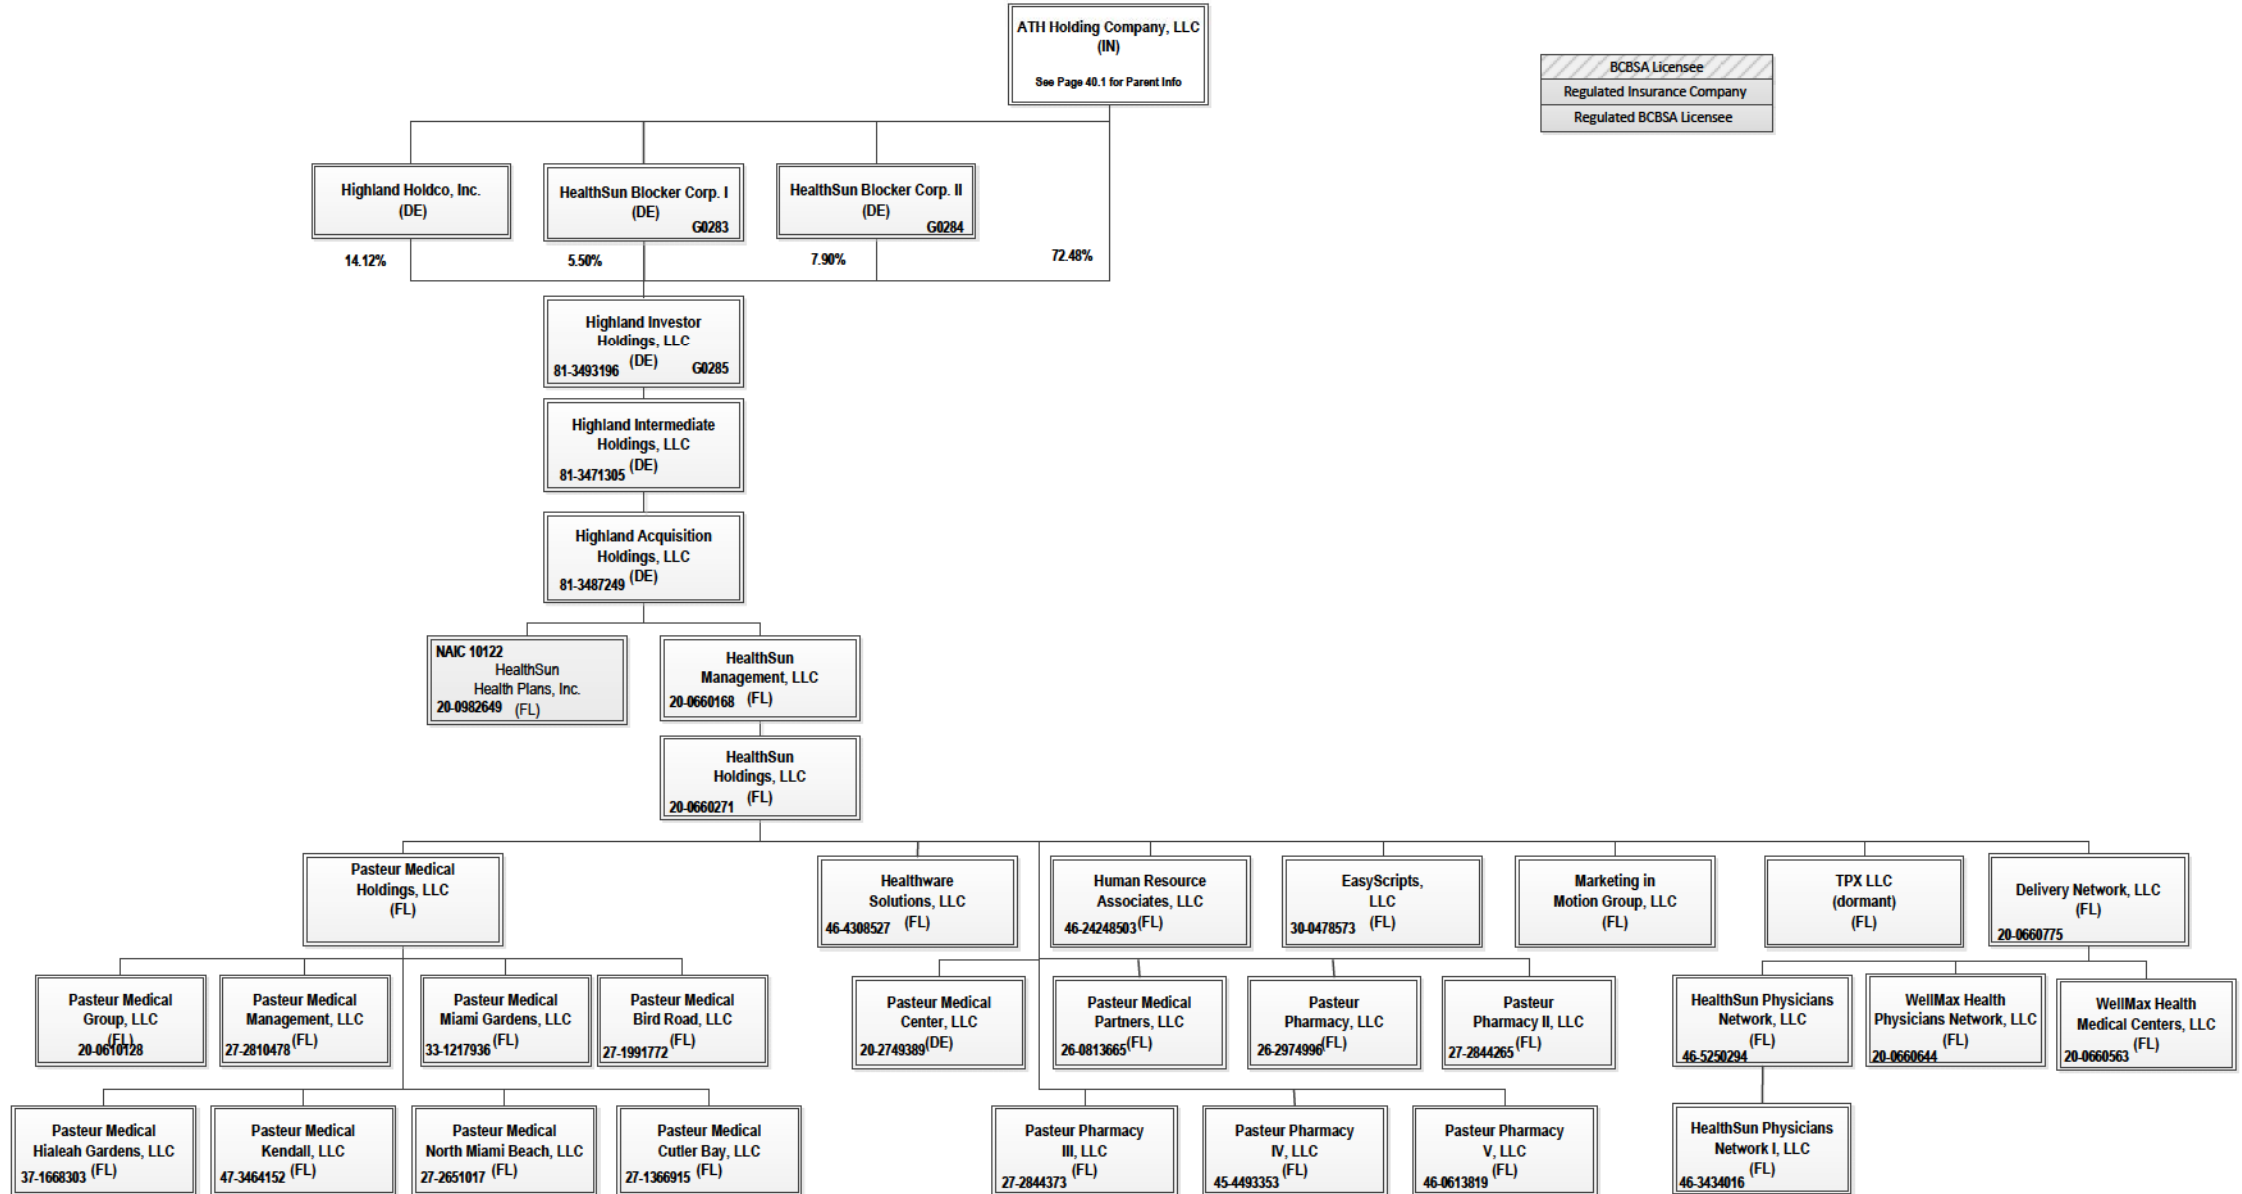 ATH Holding Company, LLC
(IN)
See Page 40.1 for Parent Info
BCBSA Licensee
Regulated Insurance Company
Regulated BCBSA Licensee
Highland Holdco, Inc.
(DE)
HealthSun Blocker Corp. I
(DE)
G0283
HealthSun Blocker Corp. II
(DE)
G0284
14.12%
5.50%
7.90%
72.48%
Highland Investor
Holdings, LLC
(DE)
81-3493196
G0285
Highland Intermediate
Holdings, LLC
(DE)
81-3471305
Highland Acquisition
Holdings, LLC
(DE)
81-3487249
NAIC 10122
HealthSun
Health Plans, Inc.
20-0982649 (FL)
HealthSun
Management, LLC
20-0660168 (FL)
HealthSun
Holdings, LLC
(FL)
20-0660271
Pasteur Medical
Holdings, LLC
(FL)
Healthware
Solutions, LLC
46-4308527 (FL)
Human Resource
Associates, LLC
46-24248503 (FL)
EasyScripts,
LLC
30-0478573 (FL)
Marketing in
Motion Group, LLC
(FL)
TPX LLC
(dormant)
(FL)
Delivery Network, LLC
(FL)
20-0660775
Pasteur Medical
Group, LLC
(FL)
20-0610128
Pasteur Medical
Management, LLC
27-2810478 (FL)
Pasteur Medical
Miami Gardens, LLC
33-1217936 (FL)
Pasteur Medical
Bird Road, LLC
(FL)
27-1991772
Pasteur Medical
Center, LLC
20-2749389 (DE)
Pasteur Medical
Partners, LLC
26-0813665 (FL)
Pasteur
Pharmacy, LLC
26-2974996 (FL)
Pasteur
Pharmacy II, LLC
27-2844265 (FL)
HealthSun Physicians
Network, LLC
(FL)
46-5250294
WellMax Health
Physicians Network, LLC
(FL)
20-0660644
WellMax Health
Medical Centers, LLC
(FL)
20-0660563
Pasteur Medical
Hialeah Gardens, LLC
37-1668303 (FL)
Pasteur Medical
Kendall, LLC
47-3464152 (FL)
Pasteur Medical
North Miami Beach, LLC
27-2651017 (FL)
Pasteur Medical
Cutler Bay, LLC
27-1366915 (FL)
Pasteur Pharmacy
III, LLC
(FL)
27-2844373
Pasteur Pharmacy
IV, LLC
(FL)
45-4493353
Pasteur Pharmacy
V, LLC
(FL)
46-0613819
HealthSun Physicians
Network I, LLC
(FL)
46-3434016